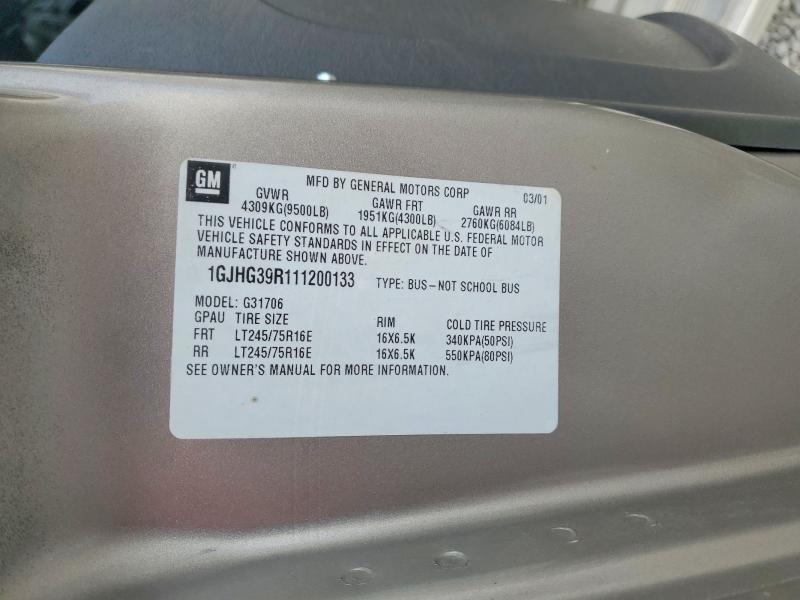 GM MFD BY GENERAL MOTORS CORP 03/01
GVWR GAWR FRT GAWR RR
4309KG(9500LB) 1951KG(4300LB) 2760KG(6084LB)
THIS VEHICLE CONFORMS TO ALL APPLICABLE U.S. FEDERAL MOTOR
VEHICLE SAFETY STANDARDS IN EFFECT ON THE DATE OF
MANUFACTURE SHOWN ABOVE.
1GJHG39R111200133 TYPE: BUS-NOT SCHOOL BUS
MODEL: G31706
GPAU TIRE SIZE RIM COLD TIRE PRESSURE
FRT LT245/75R16E 16X6.5K 340KPA(50PSI)
RR LT245/75R16E 16X6.5K 550KPA(80PSI)
SEE OWNER'S MANUAL FOR MORE INFORMATION.